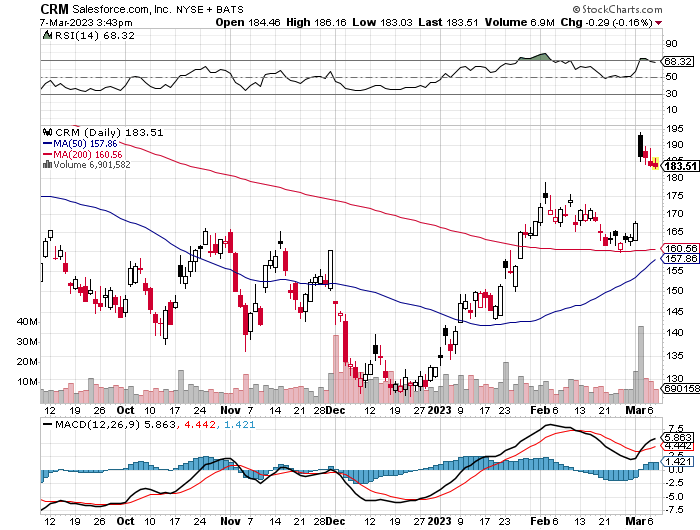 CRM Salesforce.com, Inc. NYSE + BATS © StockCharts.com
7-Mar-2023 3:43pm Open 184.46 High 186.16 Low 183.03 Last 183.51 Volume 6.9M Chg -0.29 (-0.16%)
RSI(14) 68.32
90
70
68.32
50
30
10
CRM (Daily) 183.51
MA(50) 157.86
MA(200) 160.56
Volume 6,901,582
195
190
185
183.51
180
175
170
165
160.56
157.86
155
150
145
140
135
130
40M
30M
20M
10M
690158
12 19 26 Oct 10 17 24 Nov 7 14 21 28 Dec 12 19 27 2023 9 17 23 Feb 6 13 21 Mar 6
MACD(12,26,9) 5.863, 4.442, 1.421
7.5
5.863
4.442
1.421
0.0
-2.5
-5.0
-7.5
12 19 26 Oct 10 17 24 Nov 7 14 21 28 Dec 12 19 27 2023 9 17 23 Feb 6 13 21 Mar 6